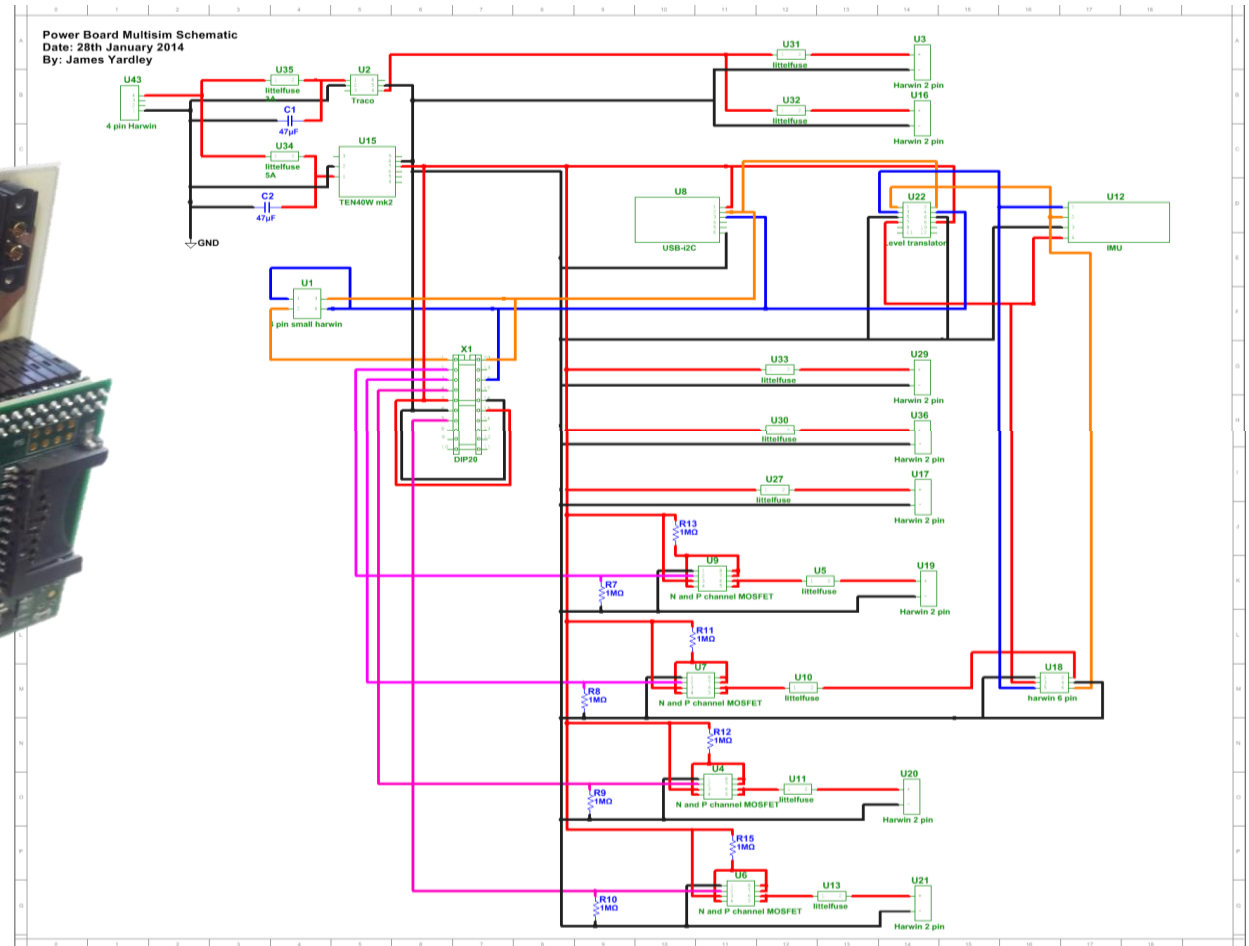 Power Board Multisim Schematic
Date: 28th January 2014
By: James Yardley
U43
4 pin Harwin
U35
littelfuse
3A
U2
Traco
C1
47µF
U34
littelfuse
5A
U15
TEN40W mk2
C2
47µF
GND
U31
littelfuse
U3
Harwin 2 pin
U32
littelfuse
U16
Harwin 2 pin
U8
USB-i2C
U22
Level translator
U12
IMU
U1
pin small harwin
X1
DIP20
U33
littelfuse
U29
Harwin 2 pin
U30
littelfuse
U36
Harwin 2 pin
U27
littelfuse
U17
Harwin 2 pin
R13
1MΩ
U9
N and P channel MOSFET
R7
1MΩ
U5
littelfuse
U19
Harwin 2 pin
R11
1MΩ
U7
N and P channel MOSFET
R8
1MΩ
U10
littelfuse
U18
harwin 6 pin
R12
1MΩ
U4
N and P channel MOSFET
R9
1MΩ
U11
littelfuse
U20
Harwin 2 pin
R15
1MΩ
U6
N and P channel MOSFET
R10
1MΩ
U13
littelfuse
U21
Harwin 2 pin